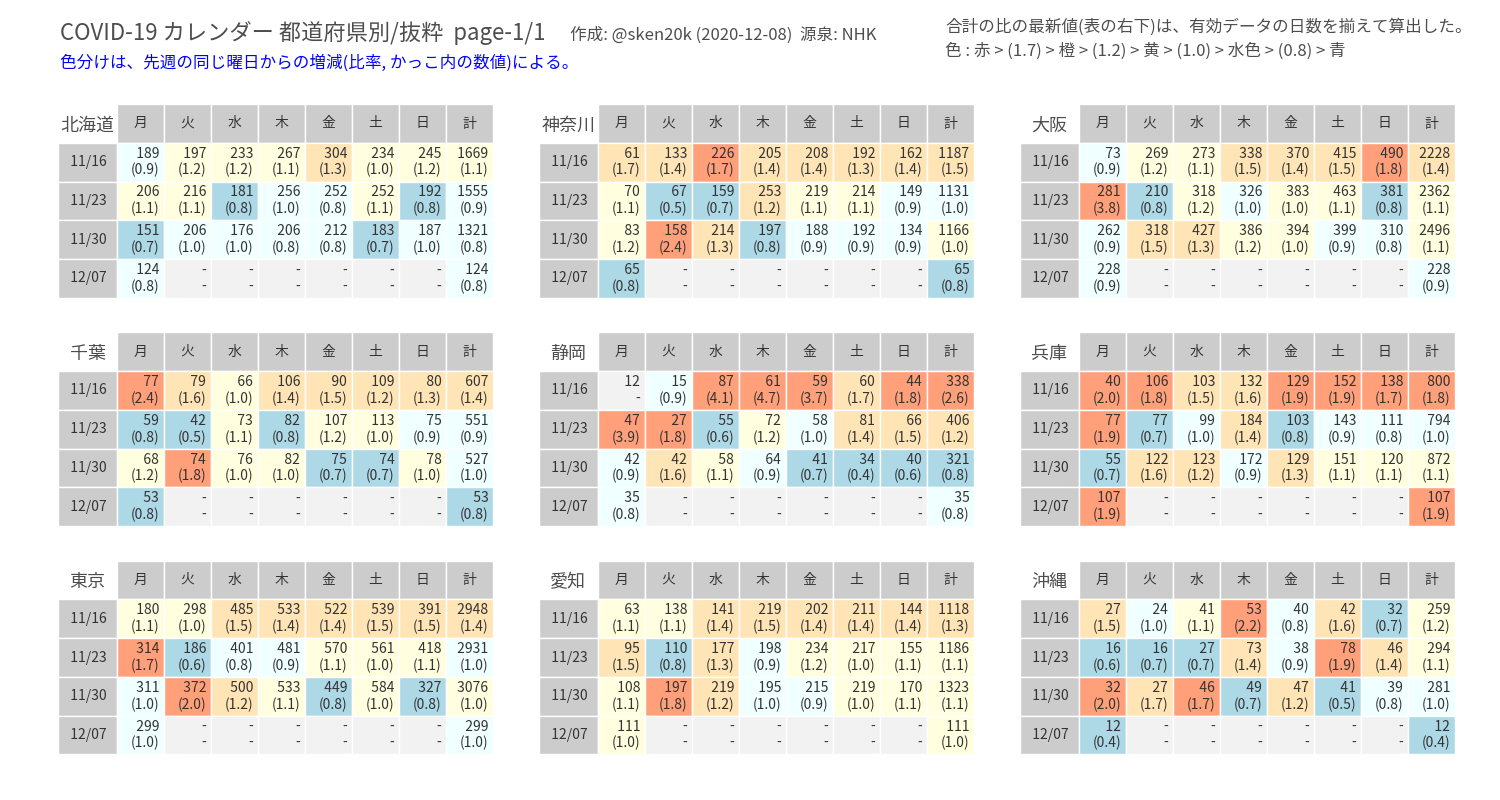 COVID-19 カレンダー 都道府県別/抜粋 page-1/1 作成: @sken20k (2020-12-08) 源泉: NHK
色分けは、先週の同じ曜日からの増減(比率, かっこ内の数値)による。
合計の比の最新値(表の右下)は、有効データの日数を揃えて算出した。
色 : 赤 > (1.7) > 橙 > (1.2) > 黄 > (1.0) > 水色 > (0.8) > 青
北海道 月 火 水 木 金 土 日 計
11/16 189 197 233 267 304 234 245 1669
(0.9) (1.2) (1.2) (1.1) (1.3) (1.0) (1.2) (1.1)
11/23 206 216 181 256 252 252 192 1555
(1.1) (1.1) (0.8) (1.0) (0.8) (1.1) (0.8) (0.9)
11/30 151 206 176 206 212 183 187 1321
(0.7) (1.0) (1.0) (0.8) (0.8) (0.7) (1.0) (0.8)
12/07 124 - - - - - - 124
(0.8) - - - - - - (0.8)
神奈川 月 火 水 木 金 土 日 計
11/16 61 133 226 205 208 192 162 1187
(1.7) (1.4) (1.7) (1.4) (1.4) (1.3) (1.4) (1.5)
11/23 70 67 159 253 219 214 149 1131
(1.1) (0.5) (0.7) (1.2) (1.1) (1.1) (0.9) (1.0)
11/30 83 158 214 197 188 192 134 1166
(1.2) (2.4) (1.3) (0.8) (0.9) (0.9) (0.9) (1.0)
12/07 65 - - - - - - 65
(0.8) - - - - - - (0.8)
大阪 月 火 水 木 金 土 日 計
11/16 73 269 273 338 370 415 490 2228
(0.9) (1.2) (1.1) (1.5) (1.4) (1.5) (1.8) (1.4)
11/23 281 210 318 326 383 463 381 2362
(3.8) (0.8) (1.2) (1.0) (1.0) (1.1) (0.8) (1.1)
11/30 262 318 427 386 394 399 310 2496
(0.9) (1.5) (1.3) (1.2) (1.0) (0.9) (0.8) (1.1)
12/07 228 - - - - - - 228
(0.9) - - - - - - (0.9)
千葉 月 火 水 木 金 土 日 計
11/16 77 79 66 106 90 109 80 607
(2.4) (1.6) (1.0) (1.4) (1.5) (1.2) (1.3) (1.4)
11/23 59 42 73 82 107 113 75 551
(0.8) (0.5) (1.1) (0.8) (1.2) (1.0) (0.9) (0.9)
11/30 68 74 76 82 75 74 78 527
(1.2) (1.8) (1.0) (1.0) (0.7) (0.7) (1.0) (1.0)
12/07 53 - - - - - - 53
(0.8) - - - - - - (0.8)
静岡 月 火 水 木 金 土 日 計
11/16 12 15 87 61 59 60 44 338
- (0.9) (4.1) (4.7) (3.7) (1.7) (1.8) (2.6)
11/23 47 27 55 72 58 81 66 406
(3.9) (1.8) (0.6) (1.2) (1.0) (1.4) (1.5) (1.2)
11/30 42 42 58 64 41 34 40 321
(0.9) (1.6) (1.1) (0.9) (0.7) (0.4) (0.6) (0.8)
12/07 35 - - - - - - 35
(0.8) - - - - - - (0.8)
兵庫 月 火 水 木 金 土 日 計
11/16 40 106 103 132 129 152 138 800
(2.0) (1.8) (1.5) (1.6) (1.9) (1.9) (1.7) (1.8)
11/23 77 77 99 184 103 143 111 794
(1.9) (0.7) (1.0) (1.4) (0.8) (0.9) (0.8) (1.0)
11/30 55 122 123 172 129 151 120 872
(0.7) (1.6) (1.2) (0.9) (1.3) (1.1) (1.1) (1.1)
12/07 107 - - - - - - 107
(1.9) - - - - - - (1.9)
東京 月 火 水 木 金 土 日 計
11/16 180 298 485 533 522 539 391 2948
(1.1) (1.0) (1.5) (1.4) (1.4) (1.5) (1.5) (1.4)
11/23 314 186 401 481 570 561 418 2931
(1.7) (0.6) (0.8) (0.9) (1.1) (1.0) (1.1) (1.0)
11/30 311 372 500 533 449 584 327 3076
(1.0) (2.0) (1.2) (1.1) (0.8) (1.0) (0.8) (1.0)
12/07 299 - - - - - - 299
(1.0) - - - - - - (1.0)
愛知 月 火 水 木 金 土 日 計
11/16 63 138 141 219 202 211 144 1118
(1.1) (1.1) (1.4) (1.5) (1.4) (1.4) (1.4) (1.3)
11/23 95 110 177 198 234 217 155 1186
(1.5) (0.8) (1.3) (0.9) (1.2) (1.0) (1.1) (1.1)
11/30 108 197 219 195 215 219 170 1323
(1.1) (1.8) (1.2) (1.0) (0.9) (1.0) (1.1) (1.1)
12/07 111 - - - - - - 111
(1.0) - - - - - - (1.0)
沖縄 月 火 水 木 金 土 日 計
11/16 27 24 41 53 40 42 32 259
(1.5) (1.0) (1.1) (2.2) (0.8) (1.6) (0.7) (1.2)
11/23 16 16 27 73 38 78 46 294
(0.6) (0.7) (0.7) (1.4) (0.9) (1.9) (1.4) (1.1)
11/30 32 27 46 49 47 41 39 281
(2.0) (1.7) (1.7) (0.7) (1.2) (0.5) (0.8) (1.0)
12/07 12 - - - - - - 12
(0.4) - - - - - - (0.4)